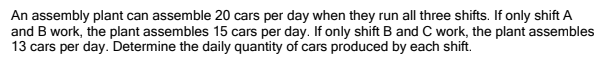 An assembly plant can assemble 20 cars per day when they run all three shifts. If only shift A
and B work, the plant assembles 15 cars per day. If only shift B and C work, the plant assembles
13 cars per day. Determine the daily quantity of cars produced by each shift.